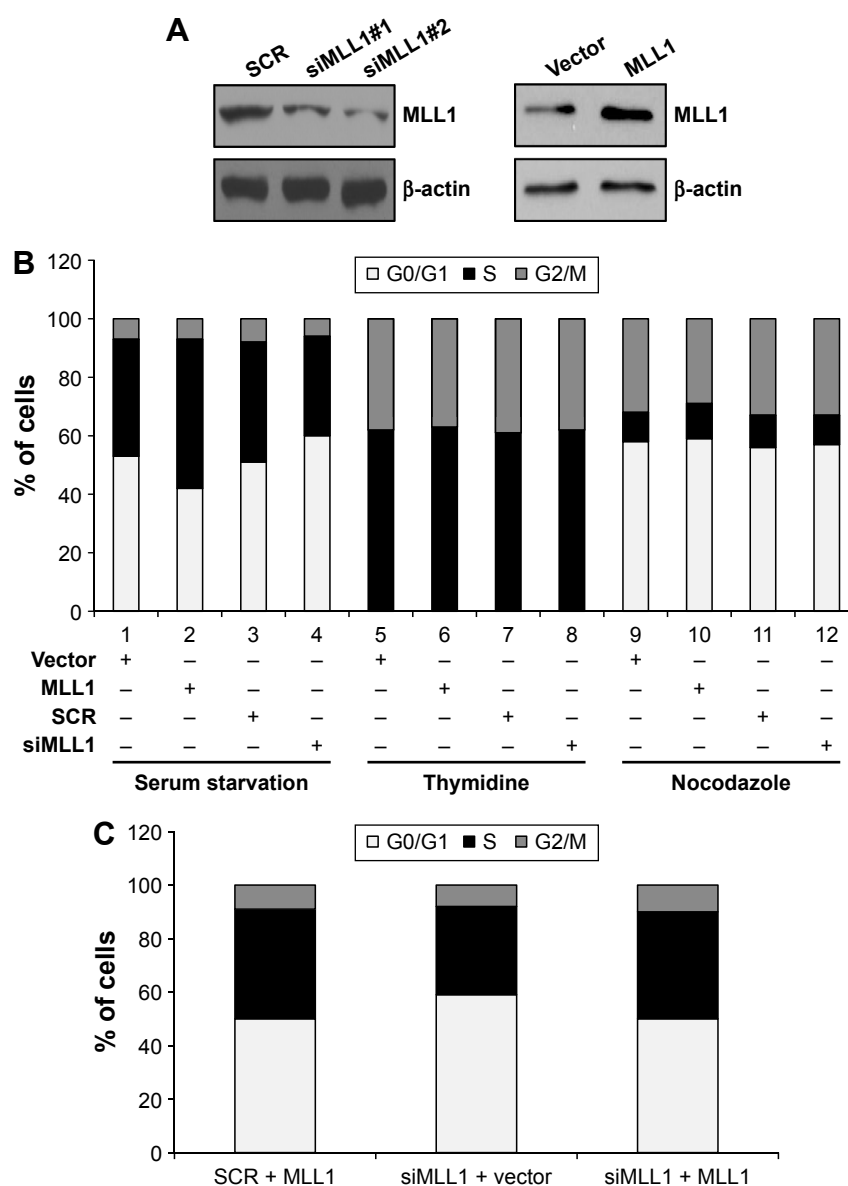 A
SCR siMLL1#1 siMLL1#2
MLL1
β-actin
Vector MLL1
MLL1
β-actin
B
G0/G1 S G2/M
% of cells
120
100
80
60
40
20
0
1 2 3 4 5 6 7 8 9 10 11 12
Vector + – – – + – – – + – – –
MLL1 – + – – – + – – – + – –
SCR – – + – – – + – – – + –
siMLL1 – – – + – – – + – – – +
Serum starvation Thymidine Nocodazole
C
G0/G1 S G2/M
% of cells
120
100
80
60
40
20
0
SCR + MLL1 siMLL1 + vector siMLL1 + MLL1